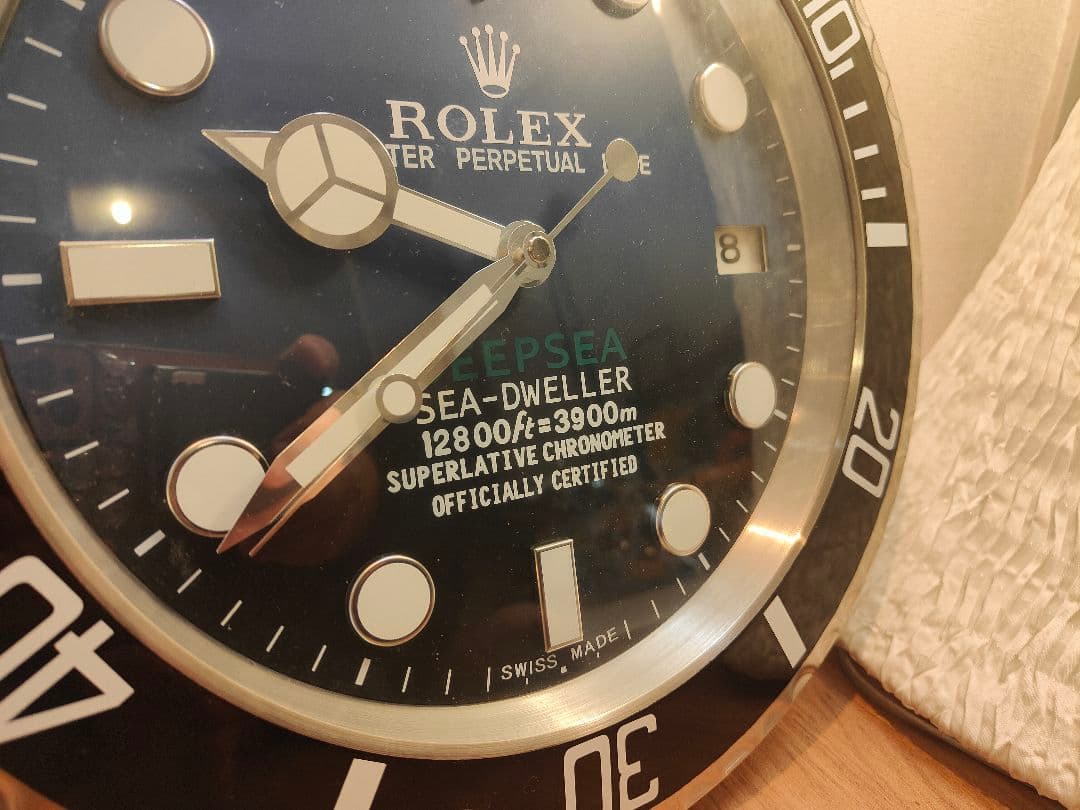 10
ROLEX
TER PERPETUAL E
8
EEPSEA
SEA-DWELLER
12800ft=3900m
SUPERLATIVE CHRONOMETER
OFFICIALLY CERTIFIED
20
SWISS MADE
40
30